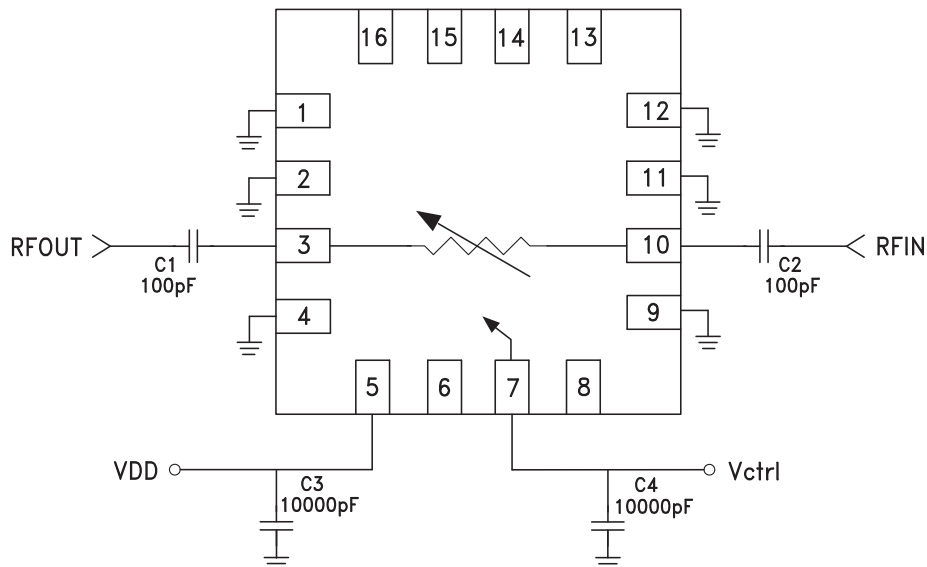 16 15 14 13
1 12
2 11
RFOUT 3 10 RFIN
C1 C2
100pF 100pF
4 9
5 6 7 8
VDD Vctrl
C3 C4
10000pF 10000pF